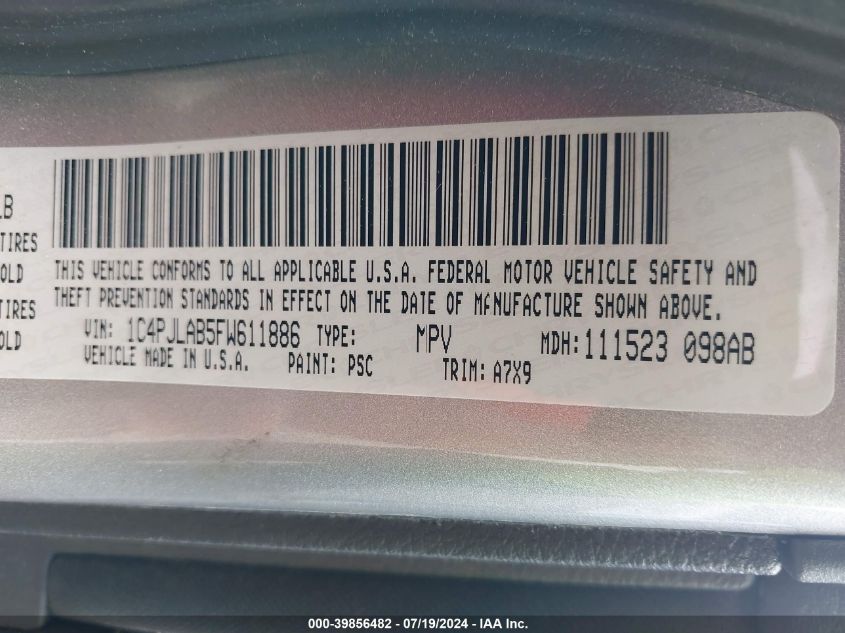 LB
TIRES
OLD
TIRES
OLD
THIS VEHICLE CONFORMS TO ALL APPLICABLE U.S.A. FEDERAL MOTOR VEHICLE SAFETY AND
THEFT PREVENTION STANDARDS IN EFFECT ON THE DATE OF MANUFACTURE SHOWN ABOVE.
VIN: 1C4PJLAB5FW611886 TYPE: MPV MDH: 111523 098AB
VEHICLE MADE IN U.S.A. PAINT: PSC TRIM: A7X9
000-39856482 - 07/19/2024 - IAA Inc.